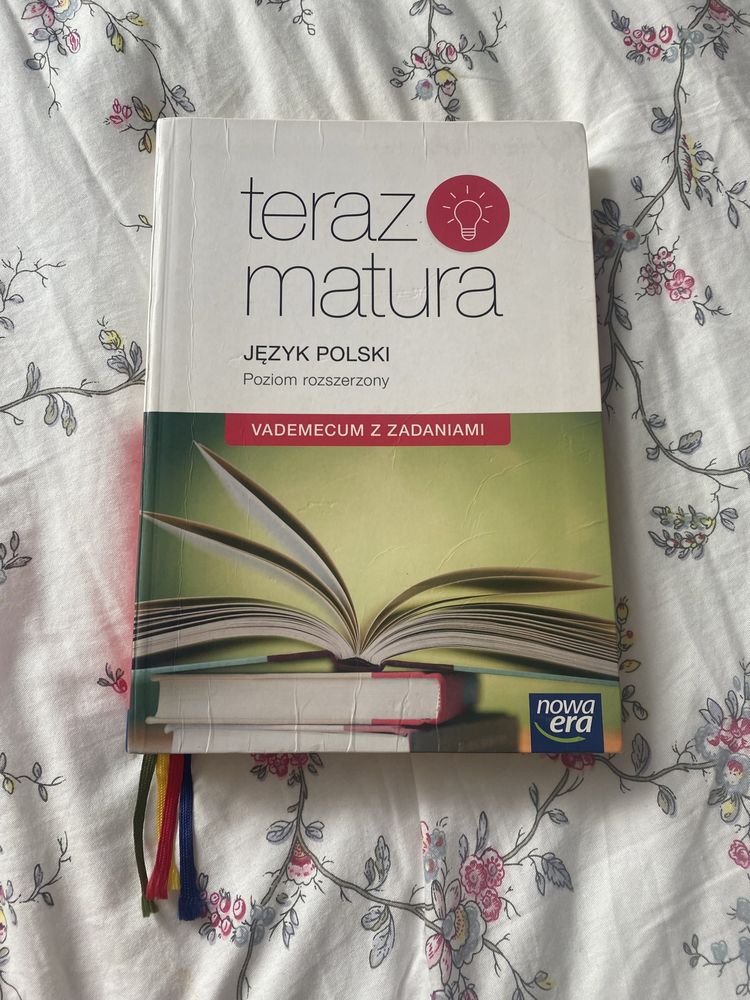 teraz
matura
JĘZYK POLSKI
Poziom rozszerzony
VADEMECUM Z ZADANIAMI
nowa
era